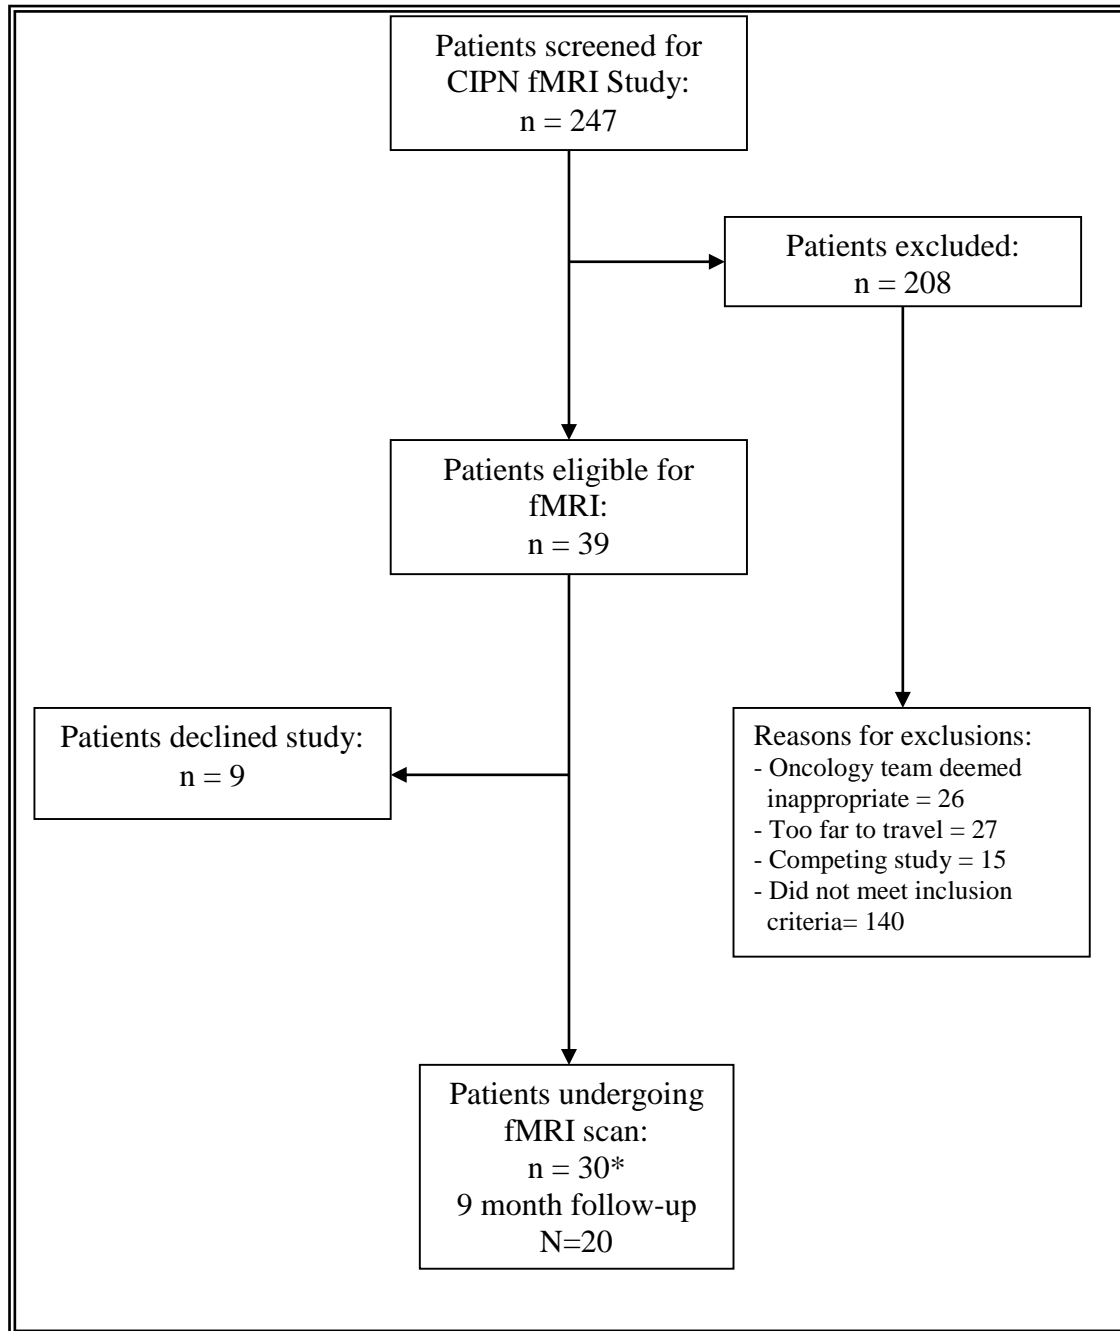 Patients screened for
CIPN fMRI Study:
n = 247
Patients excluded:
n = 208
Patients eligible for
fMRI:
n = 39
Patients declined study:
n = 9
Reasons for exclusions:
- Oncology team deemed
inappropriate = 26
- Too far to travel = 27
- Competing study = 15
- Did not meet inclusion
criteria= 140
Patients undergoing
fMRI scan:
n = 30*
9 month follow-up
N=20